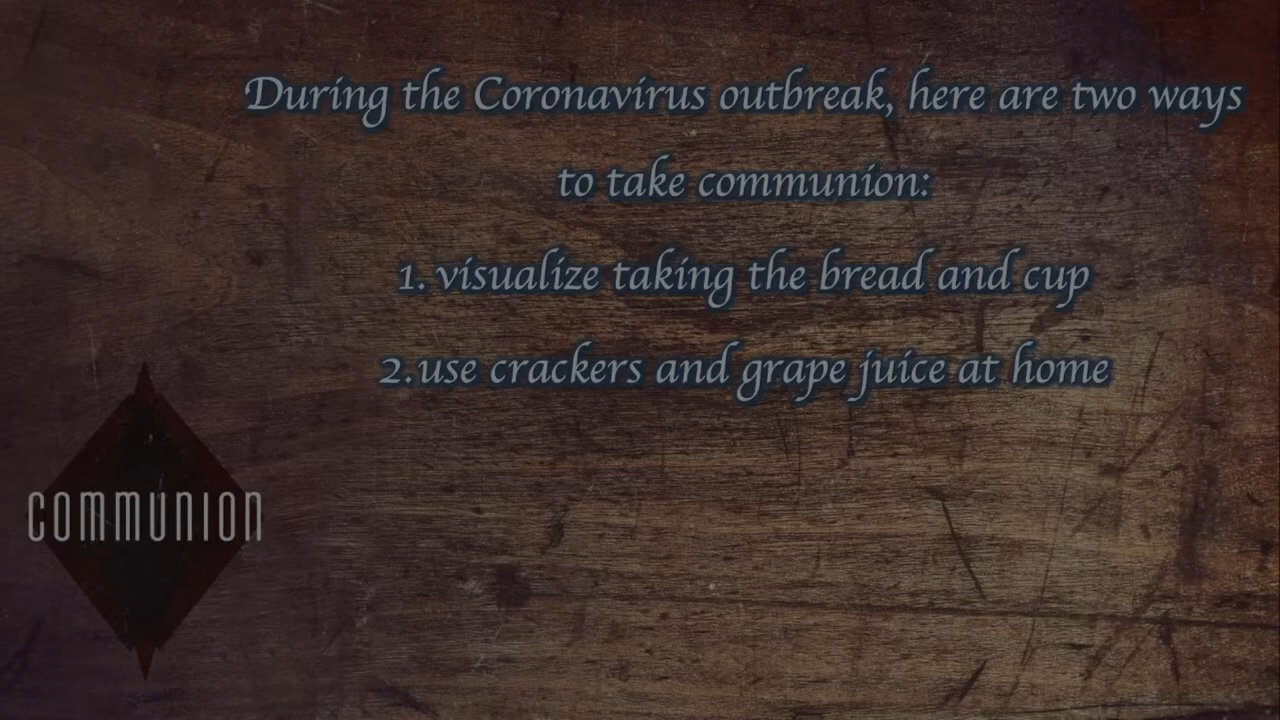 During the Coronavirus outbreak, here are two ways
to take communion:
1. visualize taking the bread and cup
2. use crackers and grape juice at home
COMMUNION